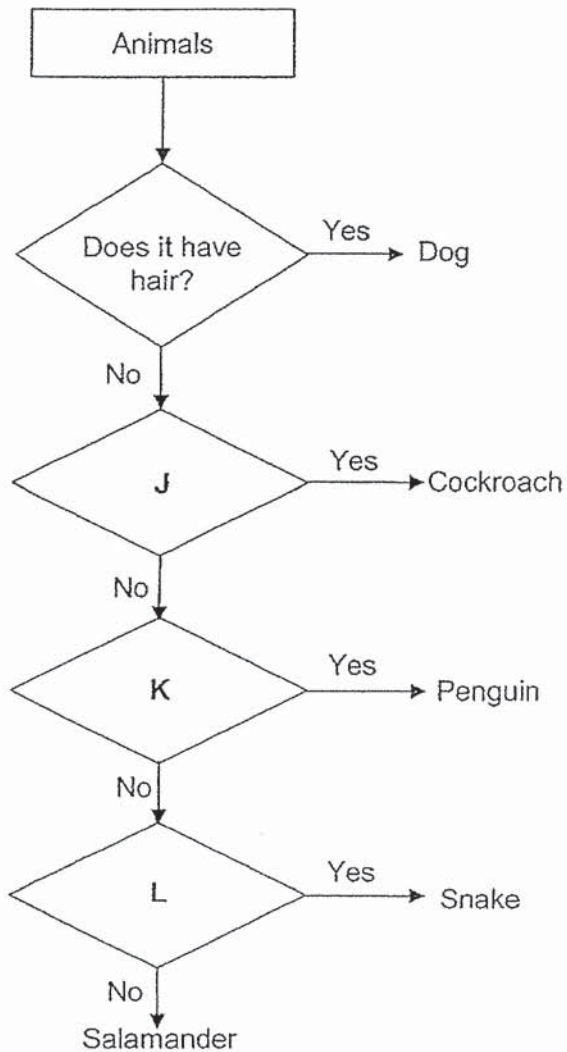 Animals
Does it have
hair?
Yes
Dog
No
J
Yes
Cockroach
No
K
Yes
Penguin
No
L
Yes
Snake
No
Salamander